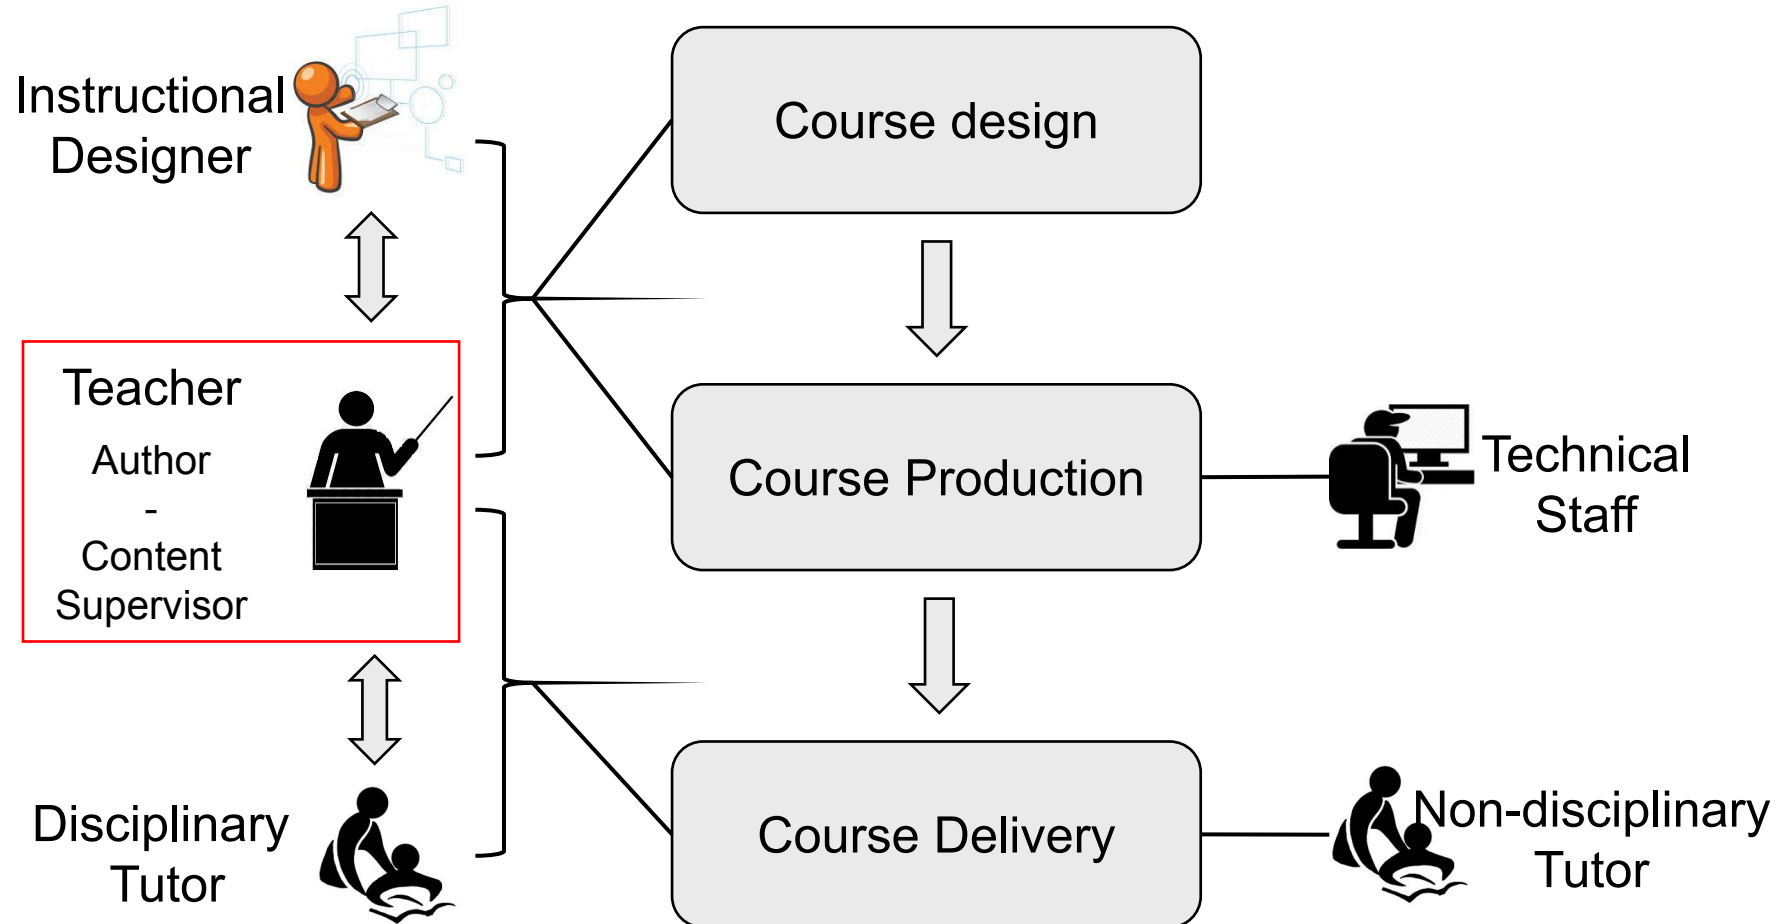 Instructional
Designer
Course design
Teacher
Author
-
Content
Supervisor
Course Production
Technical
Staff
Disciplinary
Tutor
Course Delivery
Non-disciplinary
Tutor